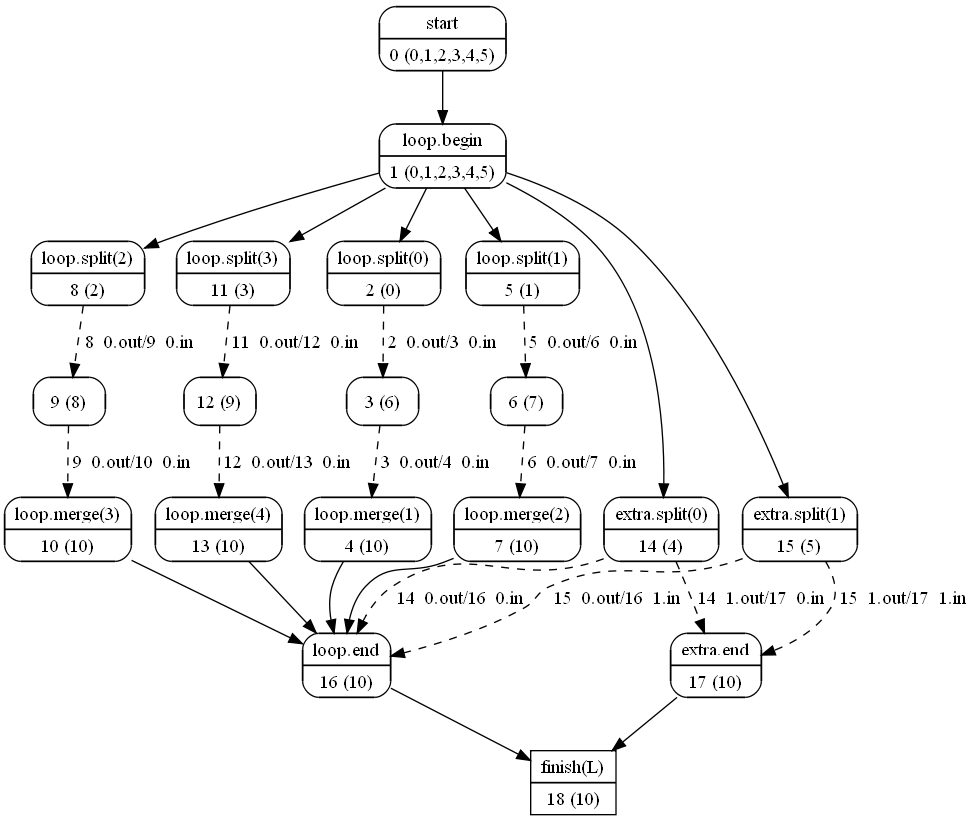 start
0 (0,1,2,3,4,5)
loop.begin
1 (0,1,2,3,4,5)
loop.split(2)
8 (2)
loop.split(3)
11 (3)
loop.split(0)
2 (0)
loop.split(1)
5 (1)
8 0.out/9 0.in
11 0.out/12 0.in
2 0.out/3 0.in
5 0.out/6 0.in
9 (8)
12 (9)
3 (6)
6 (7)
9 0.out/10 0.in
12 0.out/13 0.in
3 0.out/4 0.in
6 0.out/7 0.in
loop.merge(3)
10 (10)
loop.merge(4)
13 (10)
loop.merge(1)
4 (10)
loop.merge(2)
7 (10)
extra.split(0)
14 (4)
extra.split(1)
15 (5)
14 0.out/16 0.in
15 0.out/16 1.in
14 1.out/17 0.in
15 1.out/17 1.in
loop.end
16 (10)
extra.end
17 (10)
finish(L)
18 (10)